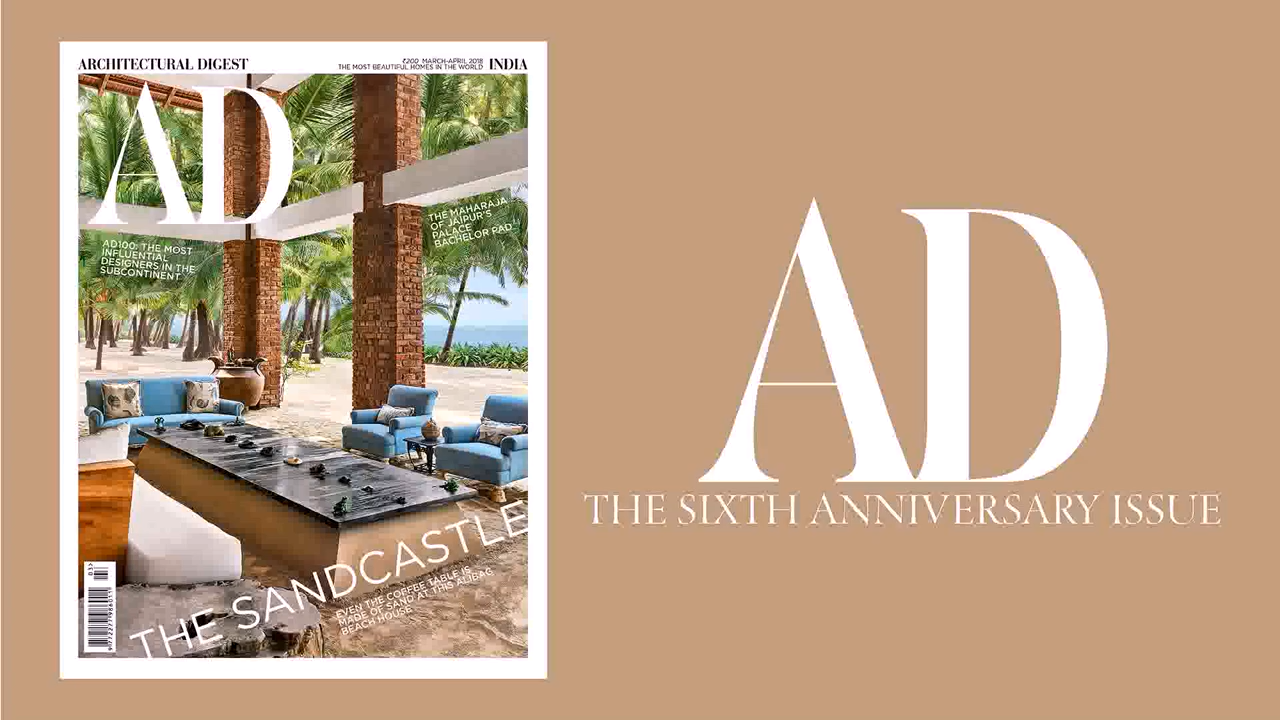 ARCHITECTURAL DIGEST
₹200 MARCH-APRIL 2018
THE MOST BEAUTIFUL HOMES IN THE WORLD
INDIA
AD
AD100: THE MOST
INFLUENTIAL
DESIGNERS IN THE
SUBCONTINENT
THE MAHARAJA
OF JAIPUR'S
PALACE
BACHELOR PAD
THE SANDCASTLE
EVEN THE COFFEE TABLE IS
MADE OF SAND AT THIS ALIBAG
BEACH HOUSE
AD
THE SIXTH ANNIVERSARY ISSUE